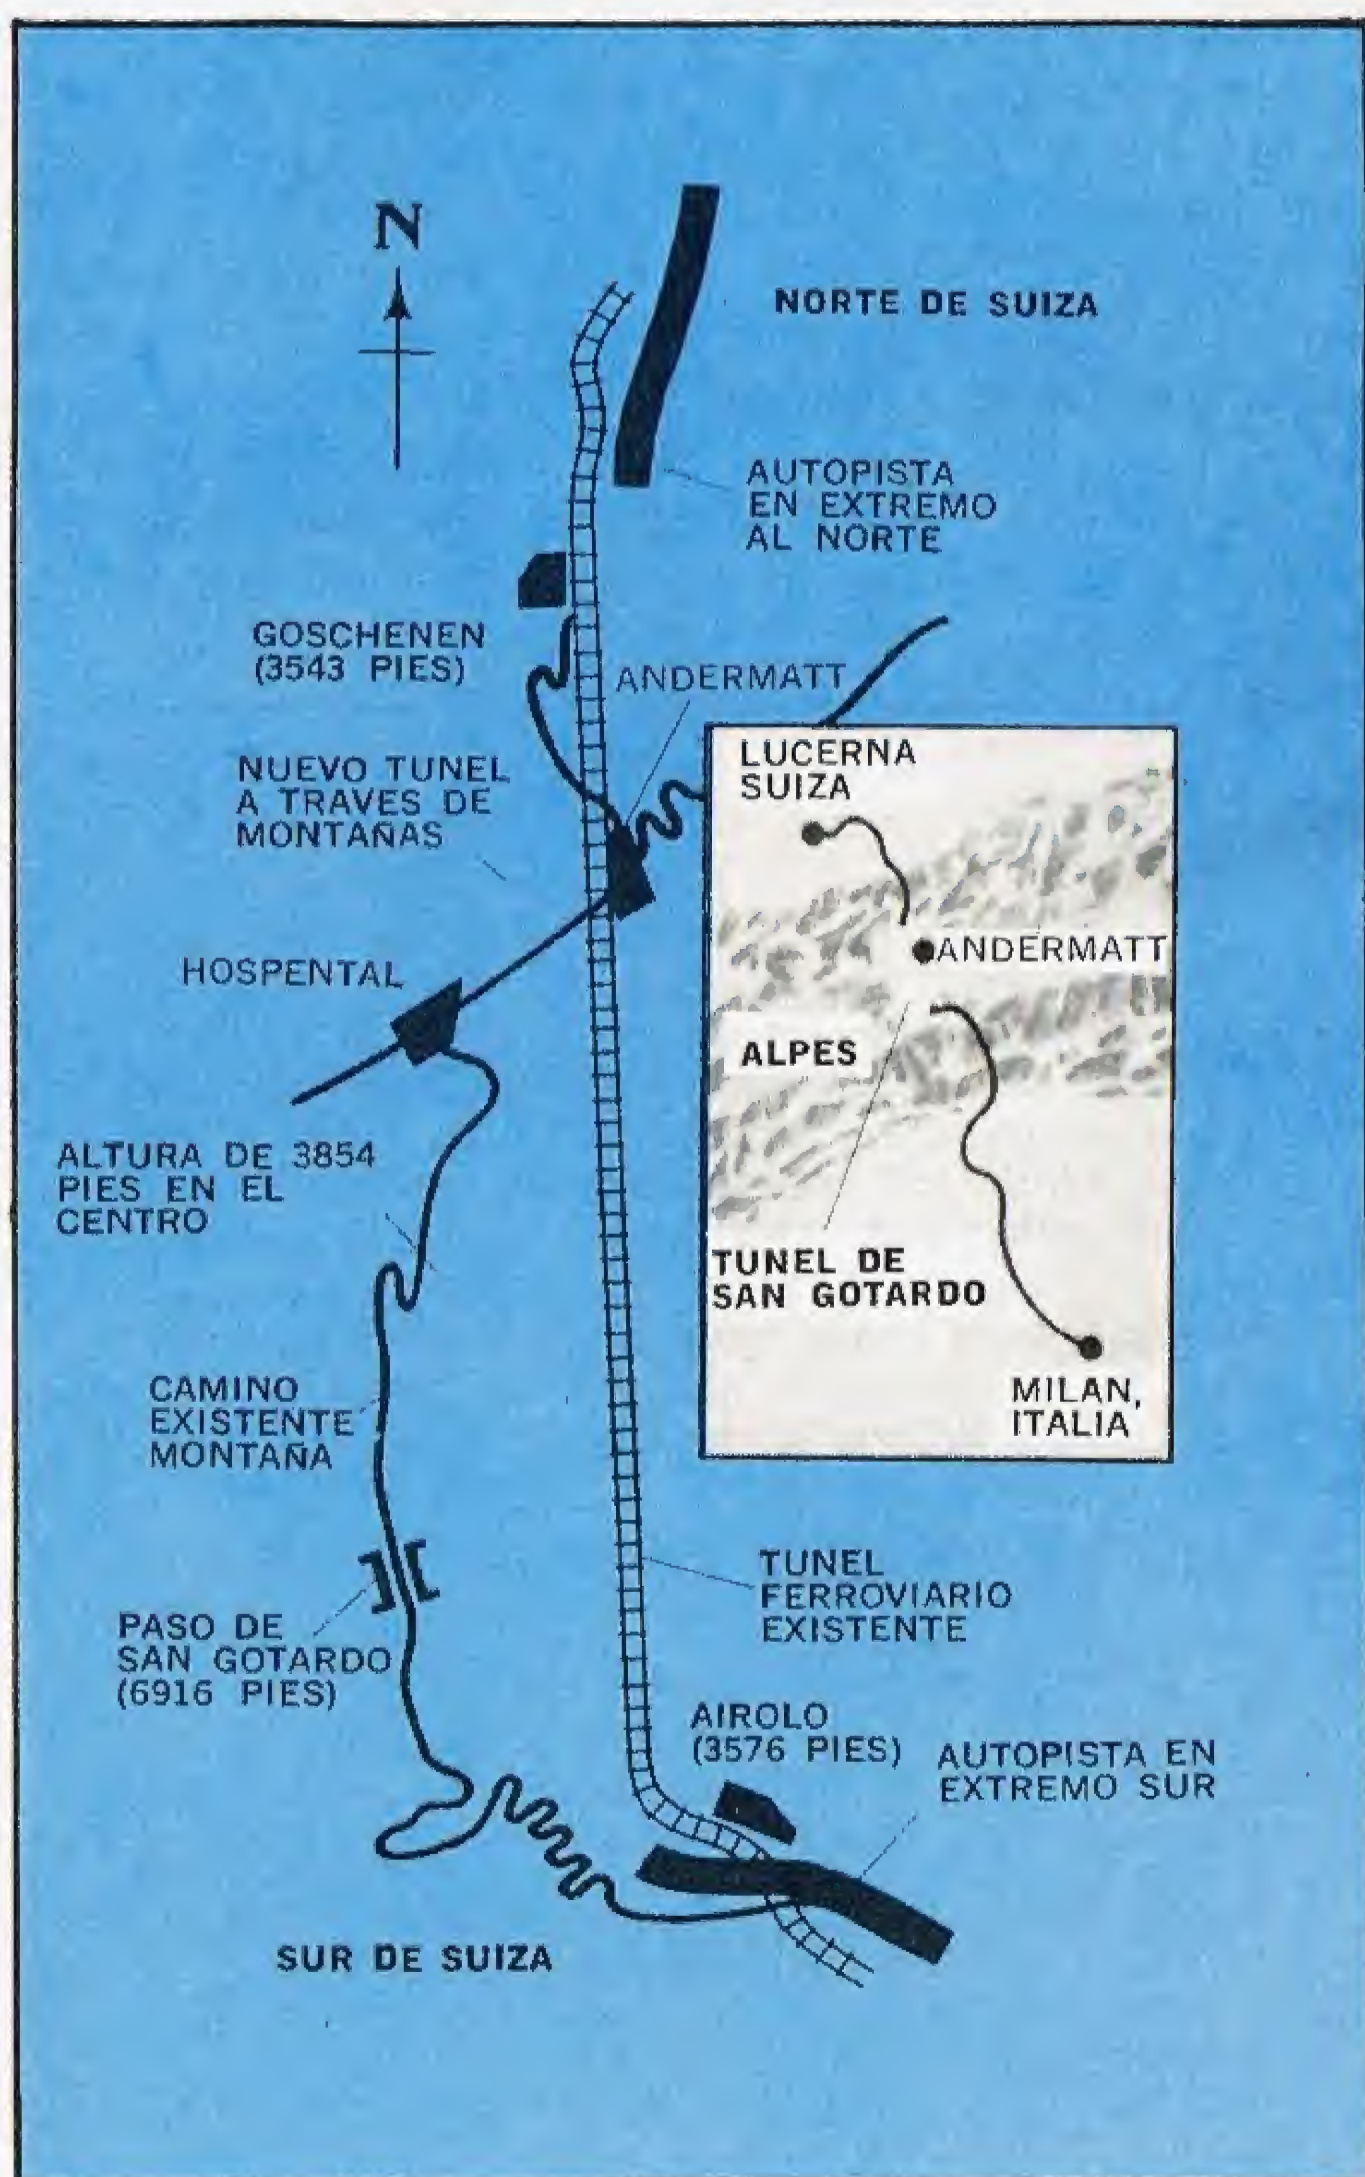 N
NORTE DE SUIZA
AUTOPISTA
EN EXTREMO
AL NORTE
GOSCHENEN
(3543 PIES)
ANDERMATT
NUEVO TUNEL
A TRAVES DE
MONTAÑAS
LUCERNA
SUIZA
ANDERMATT
HOSPENTAL
ALPES
ALTURA DE 3854
PIES EN EL
CENTRO
TUNEL DE
SAN GOTARDO
MILAN,
ITALIA
CAMINO
EXISTENTE
MONTAÑA
TUNEL
FERROVIARIO
EXISTENTE
PASO DE
SAN GOTARDO
(6916 PIES)
AIROLO
(3576 PIES)
AUTOPISTA EN
EXTREMO SUR
SUR DE SUIZA